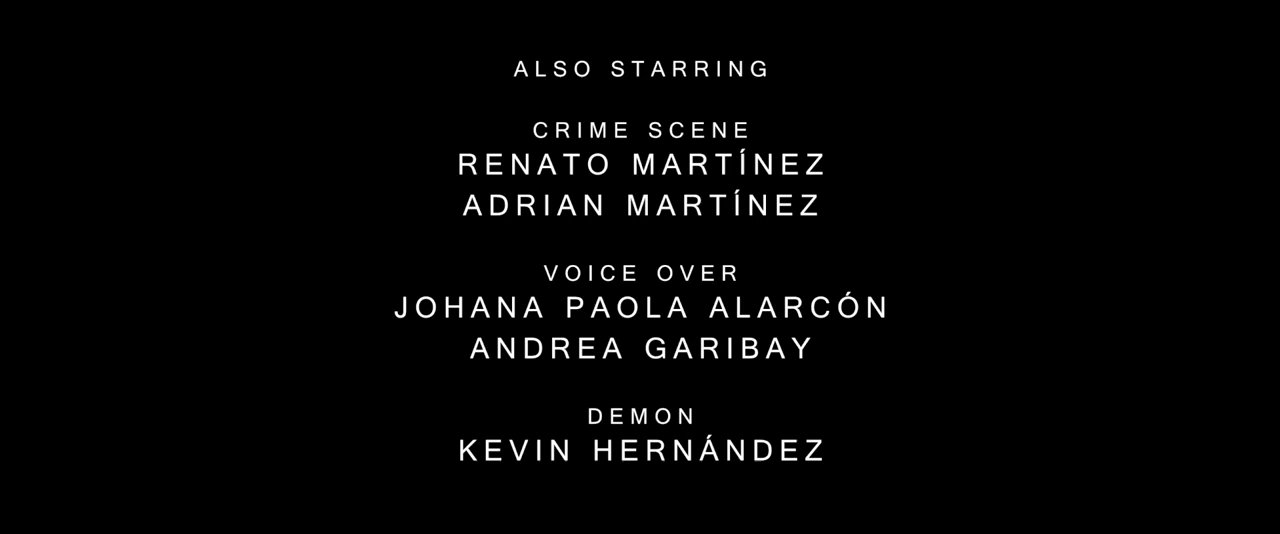 ALSO STARRING
CRIME SCENE
RENATO MARTÍNEZ
ADRIAN MARTÍNEZ
VOICE OVER
JOHANA PAOLA ALARCÓN
ANDREA GARIBAY
DEMON
KEVIN HERNÁNDEZ